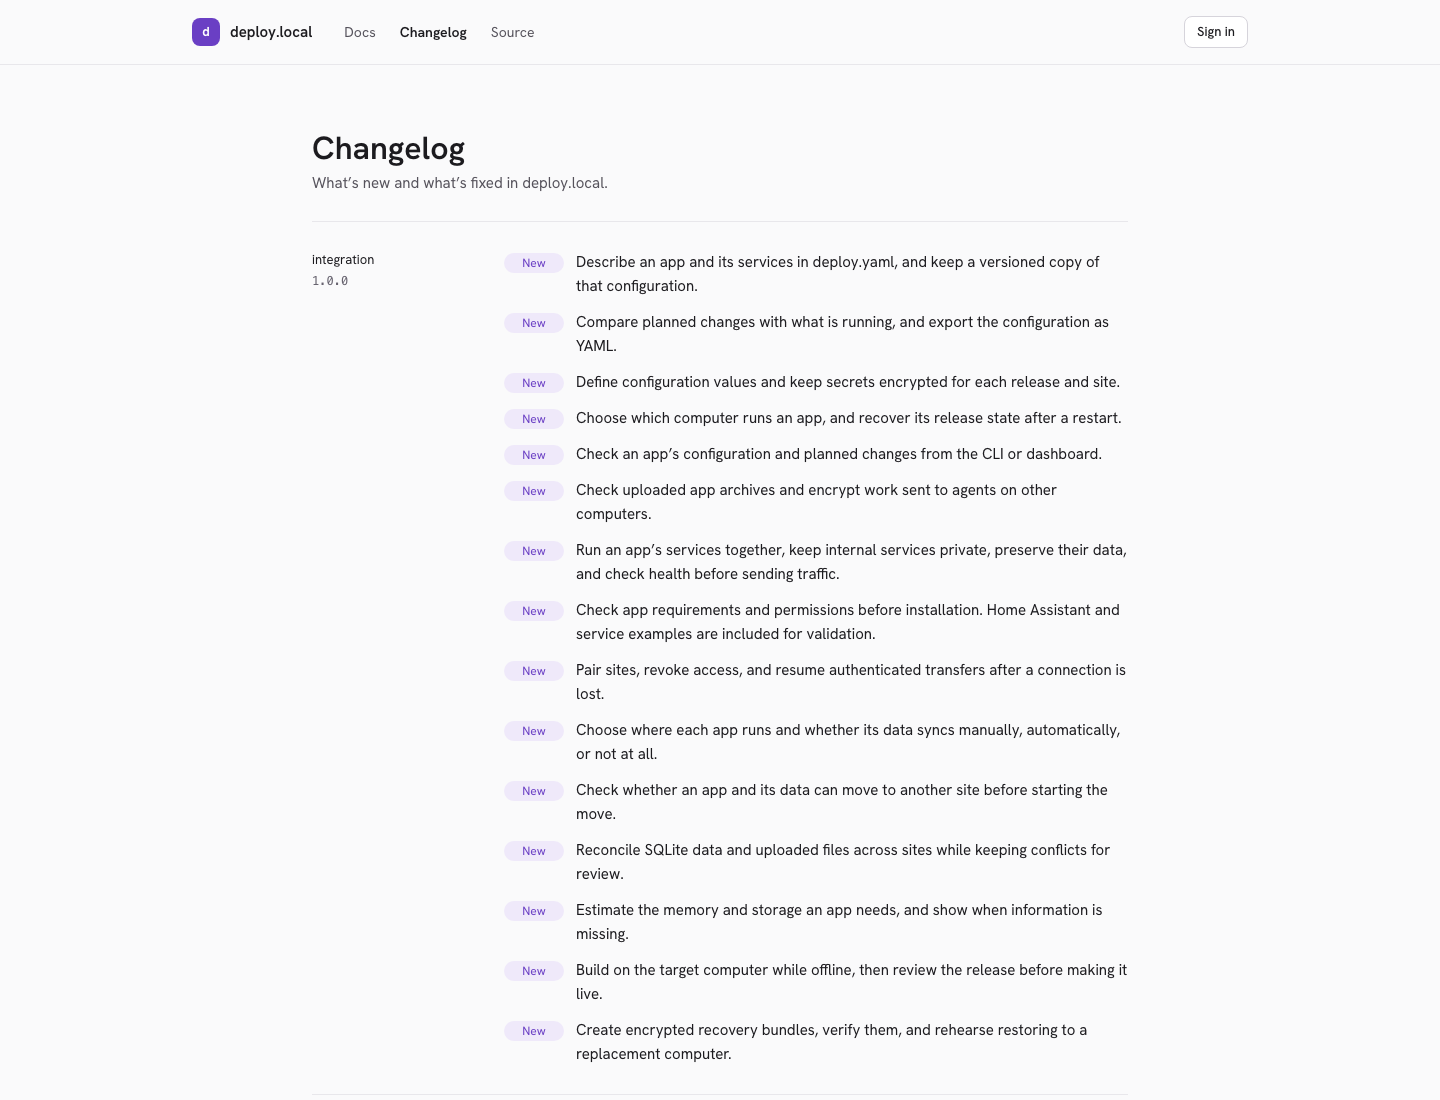 d deploy.local Docs Changelog Source Sign in
Changelog
What’s new and what’s fixed in deploy.local.
integration
1.0.0
New Describe an app and its services in deploy.yaml, and keep a versioned copy of
that configuration.
New Compare planned changes with what is running, and export the configuration as
YAML.
New Define configuration values and keep secrets encrypted for each release and site.
New Choose which computer runs an app, and recover its release state after a restart.
New Check an app’s configuration and planned changes from the CLI or dashboard.
New Check uploaded app archives and encrypt work sent to agents on other
computers.
New Run an app’s services together, keep internal services private, preserve their data,
and check health before sending traffic.
New Check app requirements and permissions before installation. Home Assistant and
service examples are included for validation.
New Pair sites, revoke access, and resume authenticated transfers after a connection is
lost.
New Choose where each app runs and whether its data syncs manually, automatically,
or not at all.
New Check whether an app and its data can move to another site before starting the
move.
New Reconcile SQLite data and uploaded files across sites while keeping conflicts for
review.
New Estimate the memory and storage an app needs, and show when information is
missing.
New Build on the target computer while offline, then review the release before making it
live.
New Create encrypted recovery bundles, verify them, and rehearse restoring to a
replacement computer.